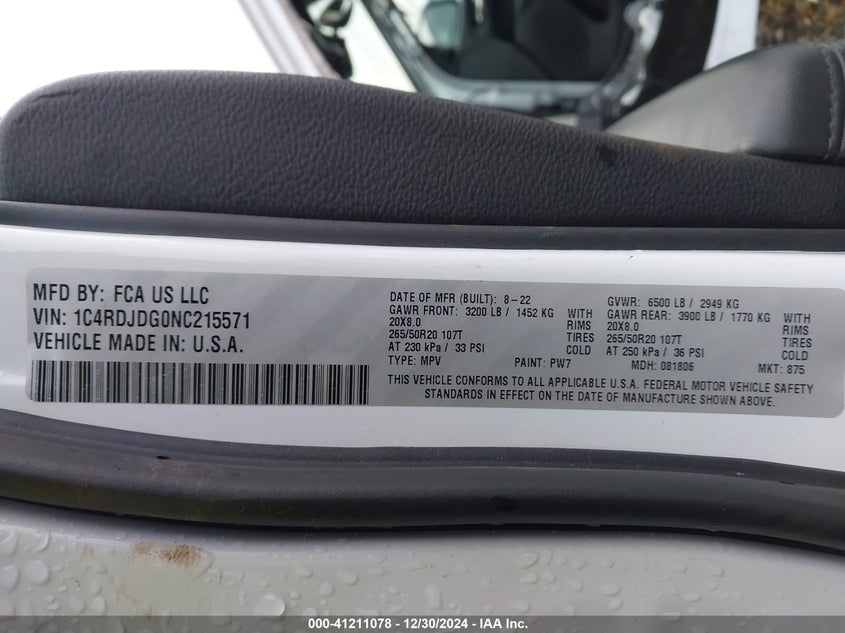 MFD BY: FCA US LLC
VIN: 1C4RDJDG0NC215571
VEHICLE MADE IN: U.S.A.
DATE OF MFR (BUILT): 8-22
GAWR FRONT: 3200 LB / 1452 KG WITH
20X8.0 RIMS
265/50R20 107T TIRES
AT 230 kPa / 33 PSI COLD
TYPE: MPV PAINT: PW7
GVWR: 6500 LB / 2949 KG
GAWR REAR: 3900 LB / 1770 KG WITH
20X8.0 RIMS
265/50R20 107T TIRES
AT 250 kPa / 36 PSI COLD
MDH: 081806 MKT: 875
THIS VEHICLE CONFORMS TO ALL APPLICABLE U.S.A. FEDERAL MOTOR VEHICLE SAFETY
STANDARDS IN EFFECT ON THE DATE OF MANUFACTURE SHOWN ABOVE.
000-41211078 - 12/30/2024 - IAA Inc.